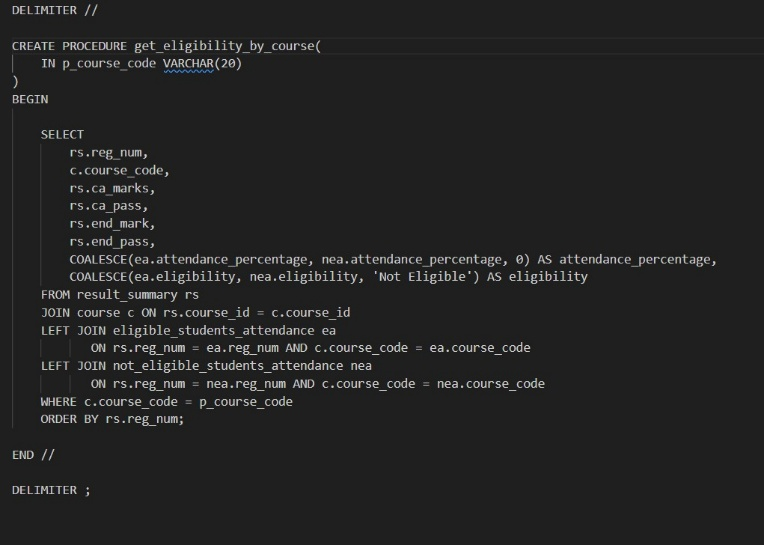 DELIMITER //
CREATE PROCEDURE get_eligibility_by_course(
IN p_course_code VARCHAR(20)
)
BEGIN
SELECT
rs.reg_num,
c.course_code,
rs.ca_marks,
rs.ca_pass,
rs.end_mark,
rs.end_pass,
COALESCE(ea.attendance_percentage, nea.attendance_percentage, 0) AS attendance_percentage,
COALESCE(ea.eligibility, nea.eligibility, 'Not Eligible') AS eligibility
FROM result_summary rs
JOIN course c ON rs.course_id = c.course_id
LEFT JOIN eligible_students_attendance ea
ON rs.reg_num = ea.reg_num AND c.course_code = ea.course_code
LEFT JOIN not_eligible_students_attendance nea
ON rs.reg_num = nea.reg_num AND c.course_code = nea.course_code
WHERE c.course_code = p_course_code
ORDER BY rs.reg_num;
END //
DELIMITER ;